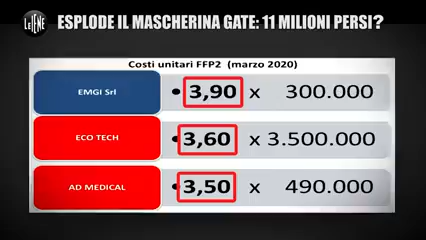 LE IENE
ESPLODE IL MASCHERINA GATE: 11 MILIONI PERSI?
Costi unitari FFP2 (marzo 2020)
EMGI Srl •3,90 x 300.000
ECO TECH •3,60 x 3.500.000
AD MEDICAL •3,50 x 490.000